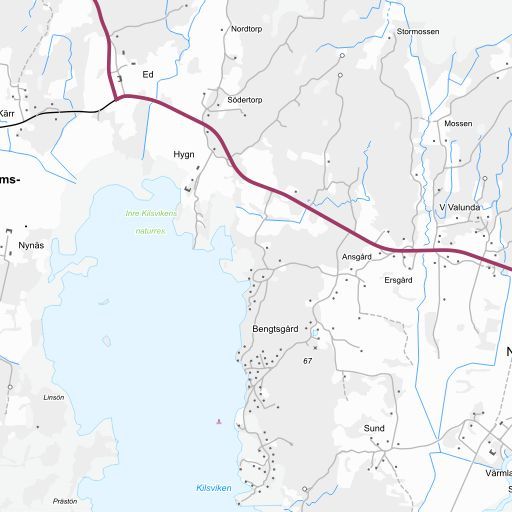 Nordtorp
Stormossen
Ed
Södertorp
Kärr
Mossen
Hygn
ms-
V Valunda
Inre Kilsvikens
naturres.
Nynäs
Ansgård
Ersgård
Bengtsgård
N
67
Linsön
Sund
Värmla
S
Kilsviken
Prästön